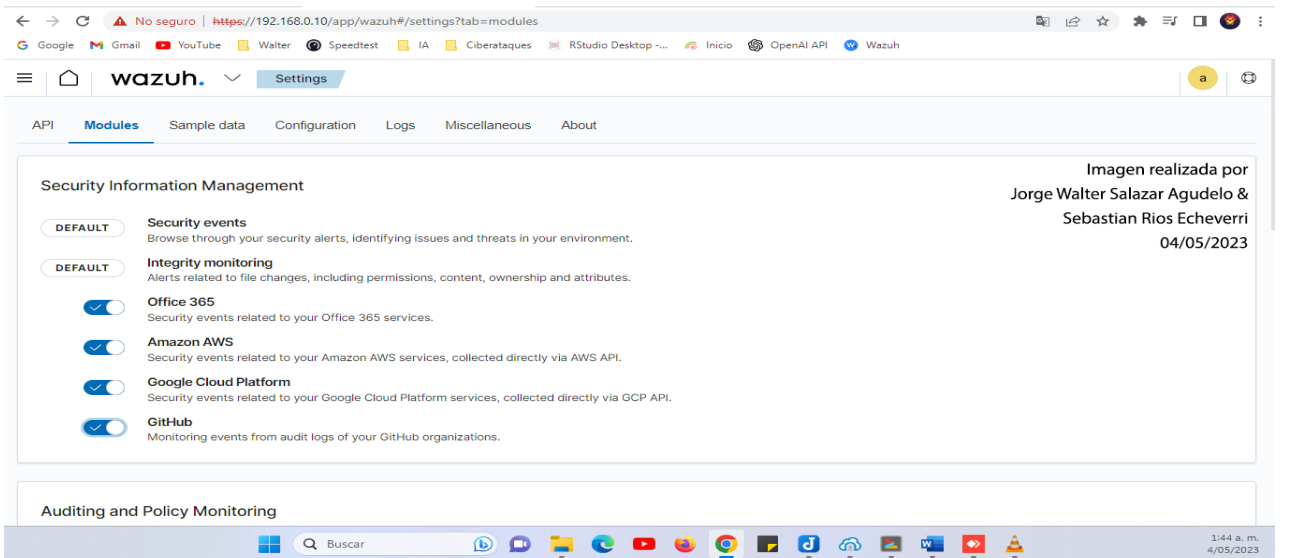 No seguro | https://192.168.0.10/app/wazuh#/settings?tab=modules
Google Gmail YouTube Walter Speedtest IA Ciberataques RStudio Desktop -... Inicio OpenAI API Wazuh
wazuh. Settings a
API Modules Sample data Configuration Logs Miscellaneous About
Imagen realizada por
Jorge Walter Salazar Agudelo &
Sebastian Rios Echeverri
04/05/2023
Security Information Management
DEFAULT Security events
Browse through your security alerts, identifying issues and threats in your environment.
DEFAULT Integrity monitoring
Alerts related to file changes, including permissions, content, ownership and attributes.
Office 365
Security events related to your Office 365 services.
Amazon AWS
Security events related to your Amazon AWS services, collected directly via AWS API.
Google Cloud Platform
Security events related to your Google Cloud Platform services, collected directly via GCP API.
GitHub
Monitoring events from audit logs of your GitHub organizations.
Auditing and Policy Monitoring
Buscar
1:44 a. m.
4/05/2023